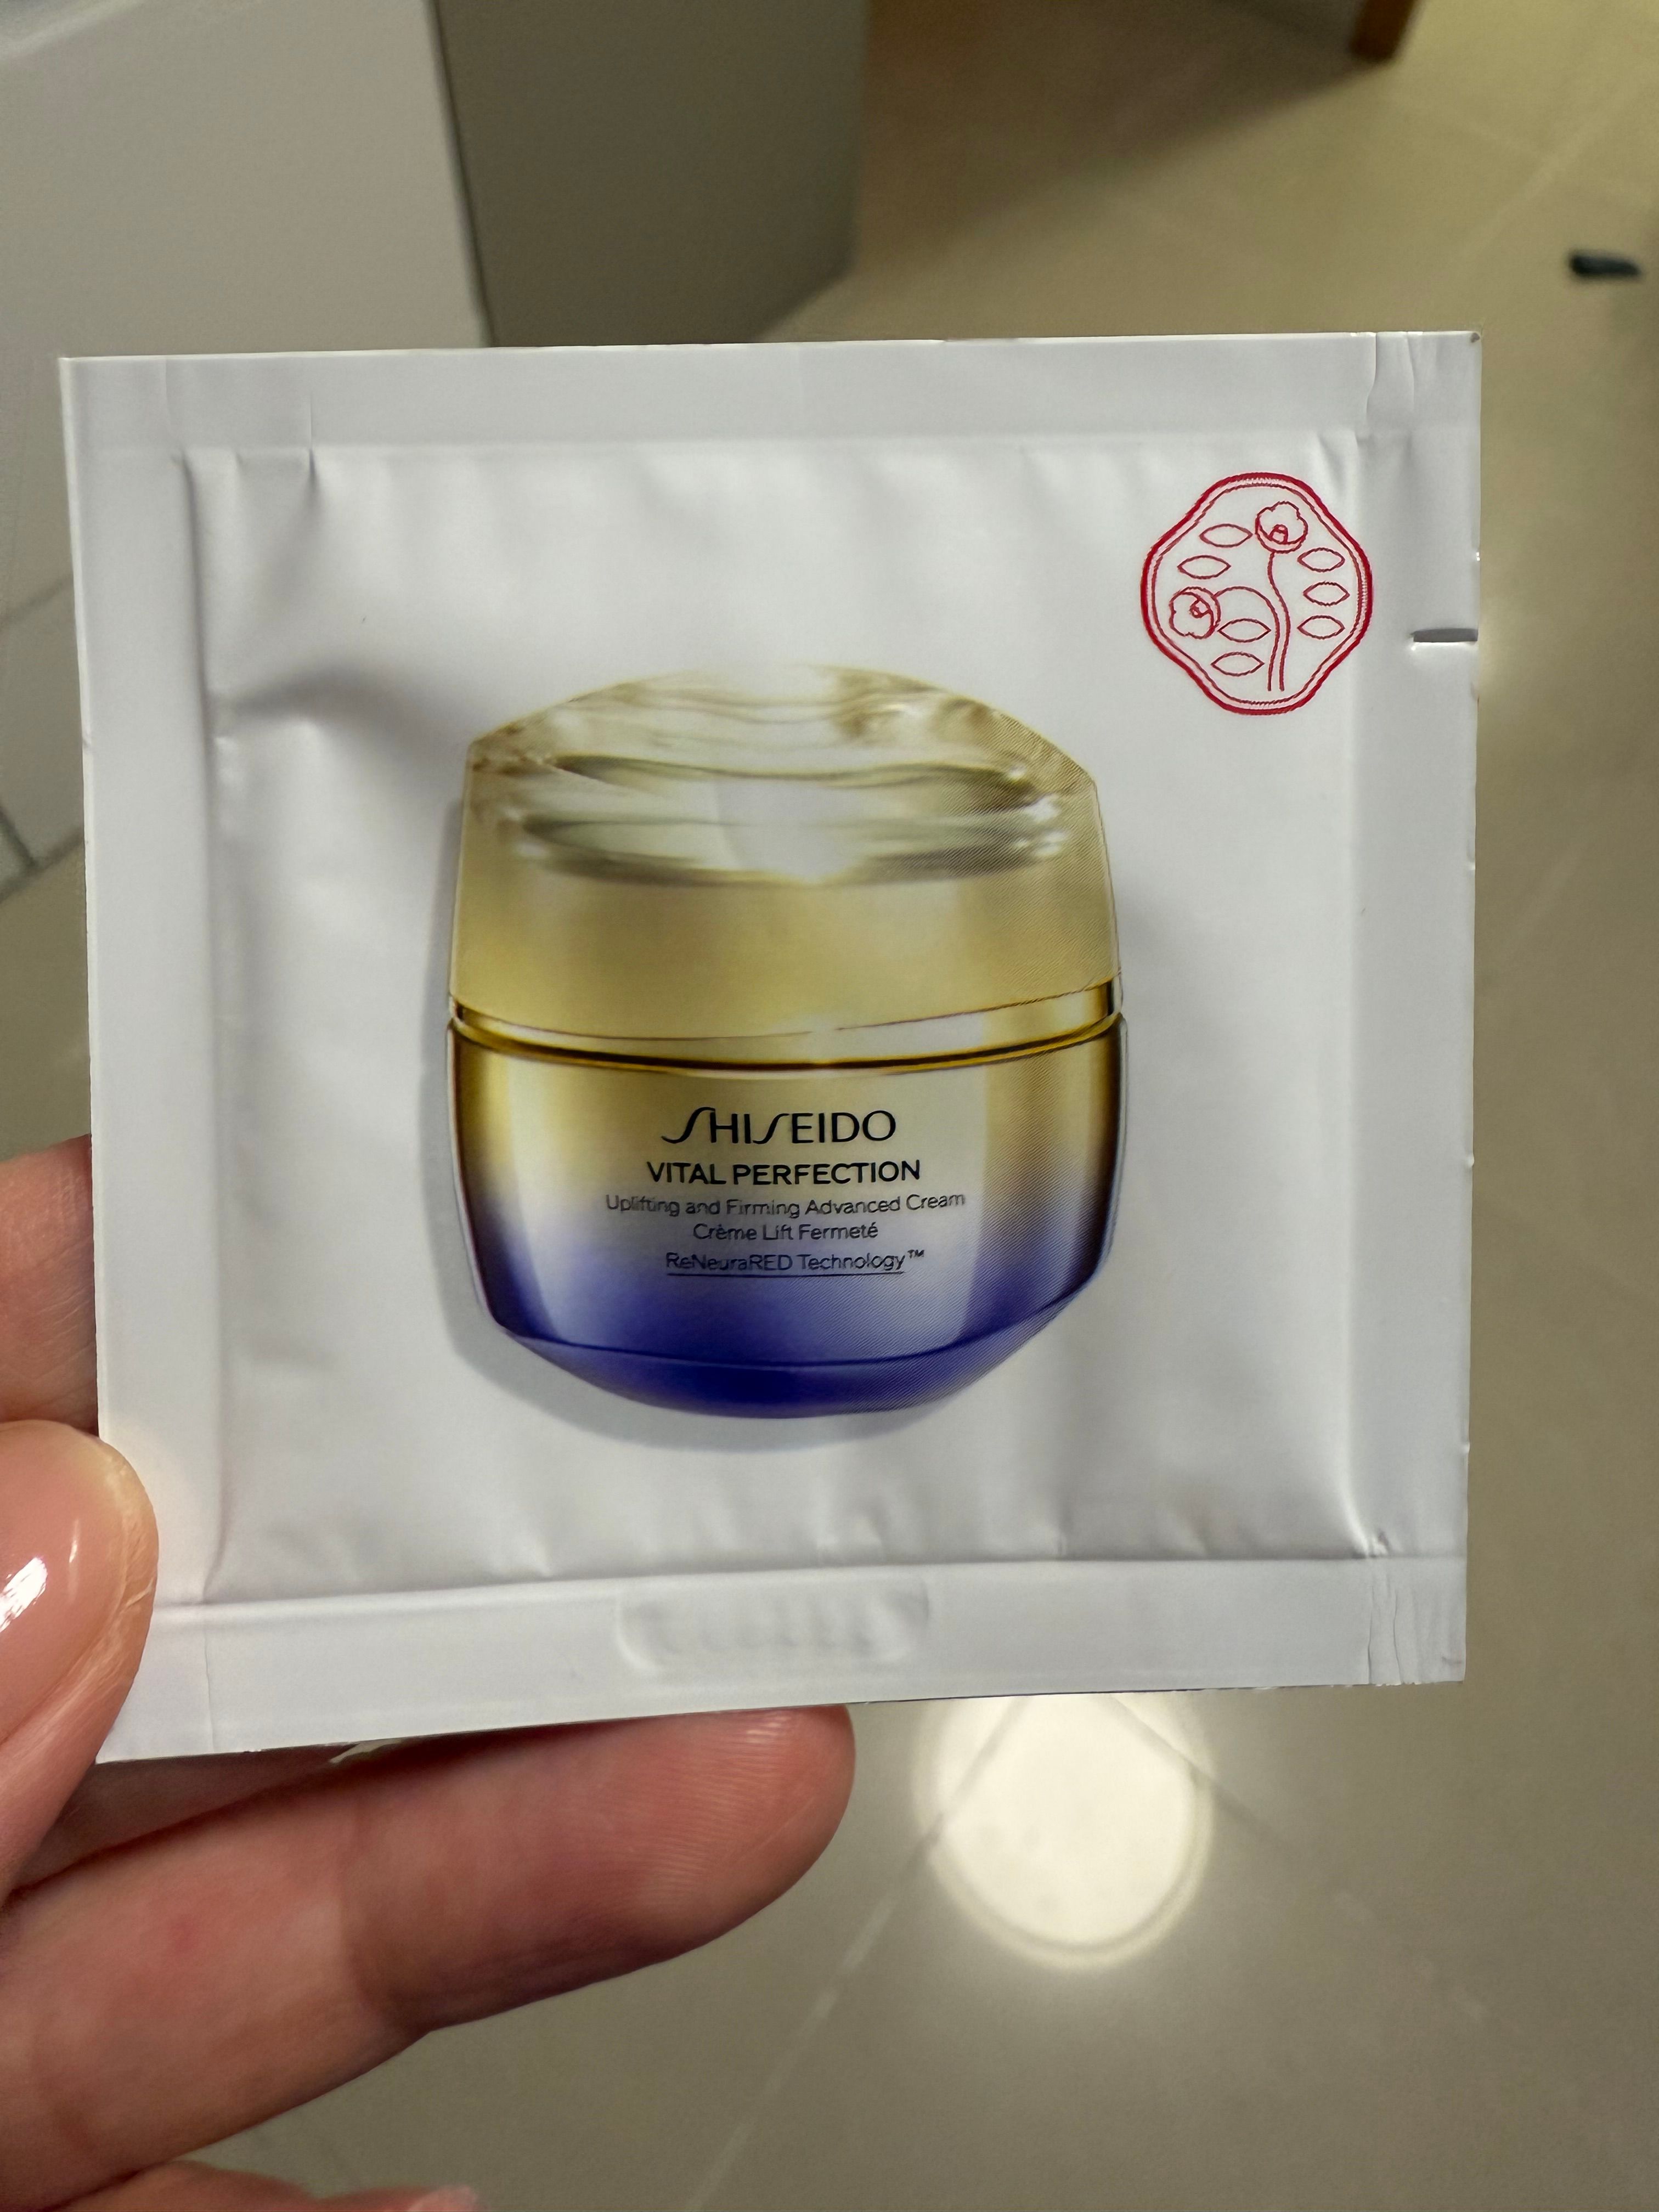 SHISEIDO
VITAL PERFECTION
Uplifting and Firming Advanced Cream
Crème Lift Fermeté
ReNeuraRED Technology™